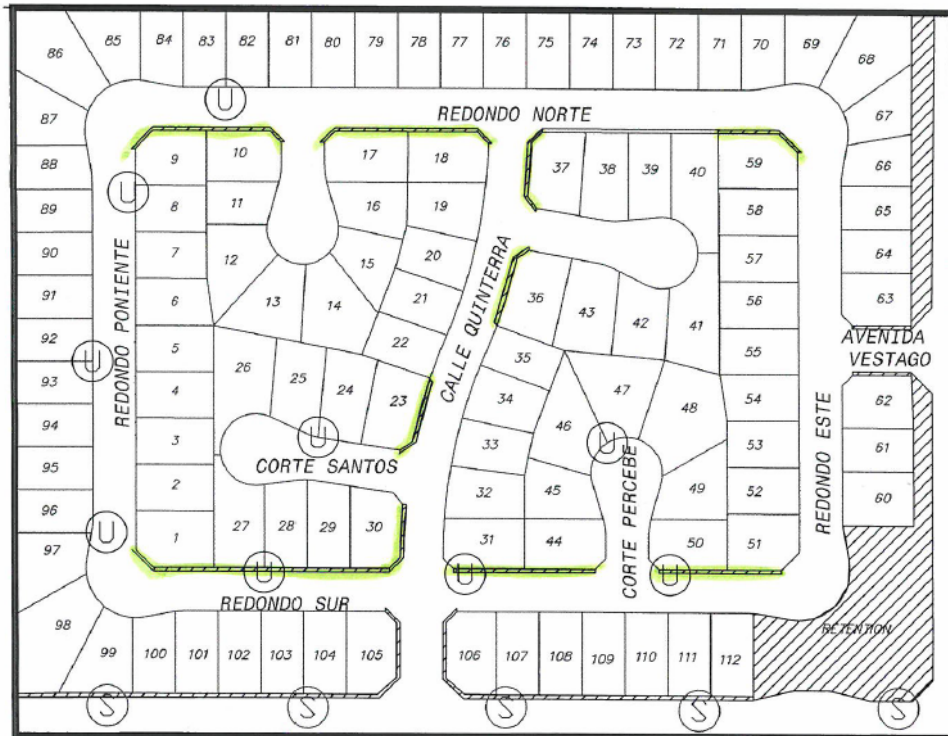 86 85 84 83 82 81 80 79 78 77 76 75 74 73 72 71 70 69 68
U
REDONDO NORTE
87 67
9 10 17 18 37 38 39 40 59
88 66
U
89 8 11 16 19 58 65
90 7 12 15 20 57 64
91 6 13 14 21 36 43 42 41 56 63
REDONDO PONIENTE
CALLE QUINTERRA
AVENIDA
VESTAGO
92 5 22 35 55
U
93 4 26 25 24 23 34 47 48 54 62
94 3 33 46 53 61
U
U
CORTE SANTOS
CORTE PERCEBE
REDONDO ESTE
95 2 32 45 49 52 60
96 27 28 29 30
U
97 1 31 44 50 51
U
U
U
REDONDO SUR
98 RETENTION
99 100 101 102 103 104 105 106 107 108 109 110 111 112
S
S
S
S
S